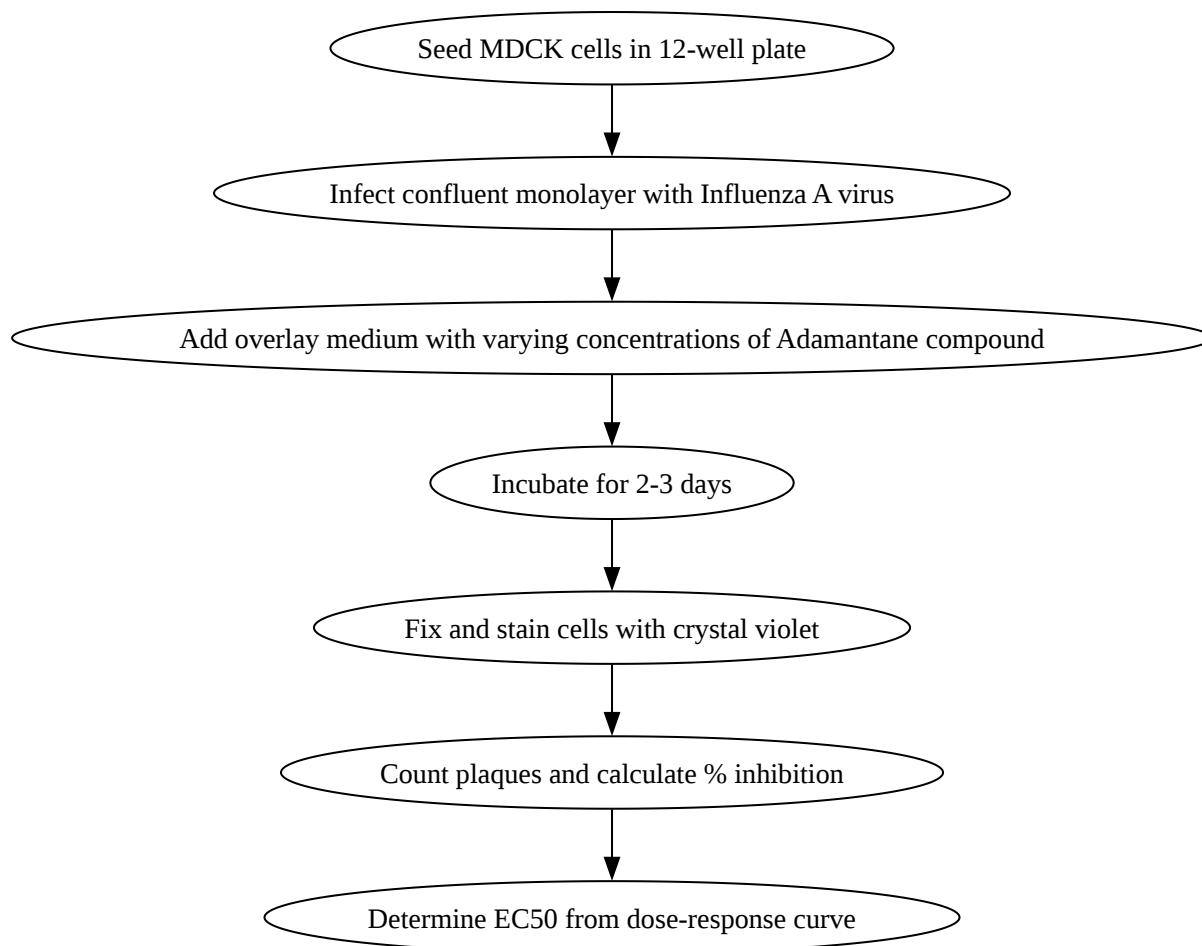 Seed MDCK cells in 12-well plate
Infect confluent monolayer with Influenza A virus
Add overlay medium with varying concentrations of Adamantane compound
Incubate for 2-3 days
Fix and stain cells with crystal violet
Count plaques and calculate % inhibition
Determine EC50 from dose-response curve